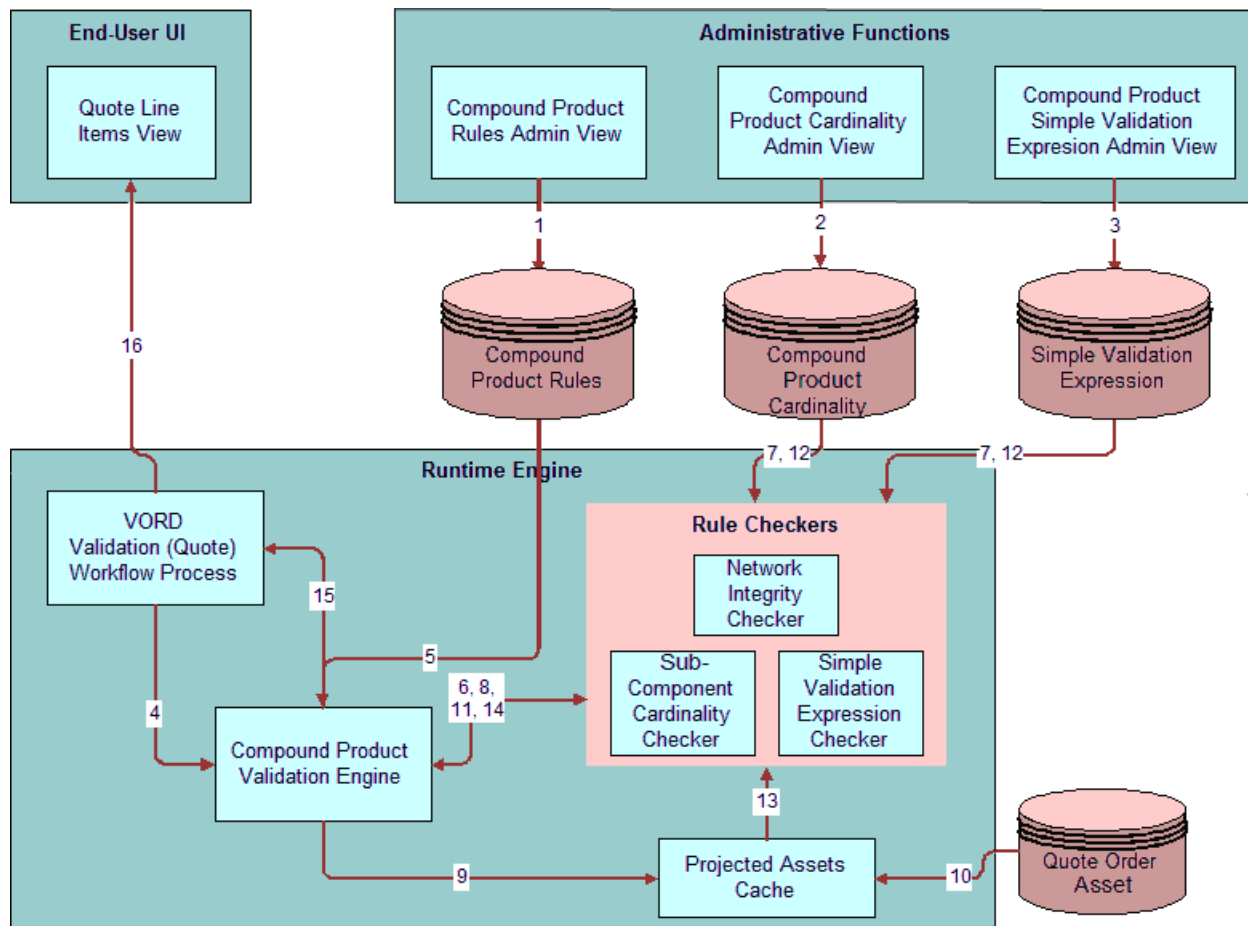 End-User UI
Quote Line
Items View
Administrative Functions
Compound Product
Rules Admin View
Compound
Product Cardinality
Admin View
Compound Product
Simple Validation
Expresion Admin View
1
2
3
16
Compound
Product Rules
Compound
Product
Cardinality
Simple Validation
Expression
7, 12
7, 12
Runtime Engine
VORD
Validation (Quote)
Workflow Process
15
5
4
Rule Checkers
Network
Integrity
Checker
Sub-
Component
Cardinality
Checker
Simple
Validation
Expression
Checker
6, 8,
11, 14
Compound Product
Validation Engine
13
9
Projected Assets
Cache
10
Quote Order
Asset